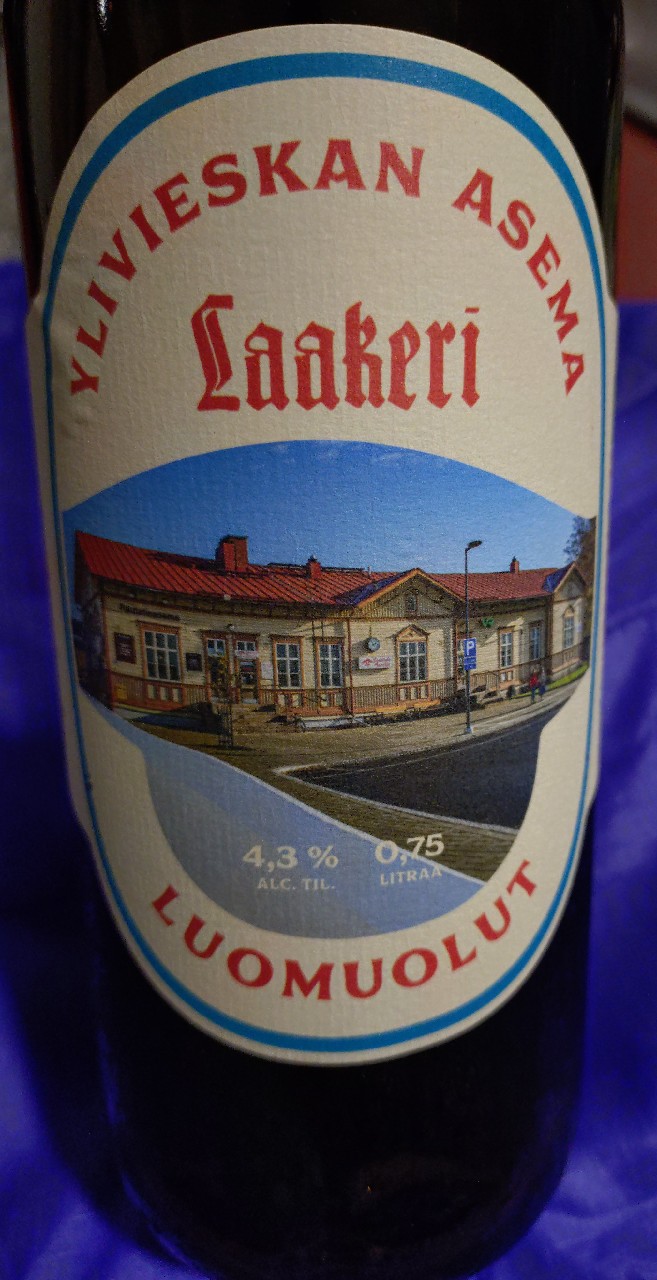 YLIVIESKAN ASEMA
Laakeri
P
4,3 % 0,75
ALC. TIL. LITRAA
LUOMUOLUT